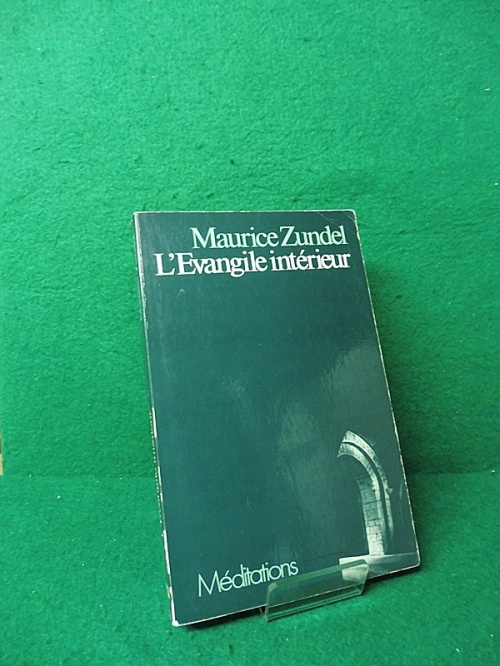 Maurice Zundel
L'Evangile intérieur
Méditations